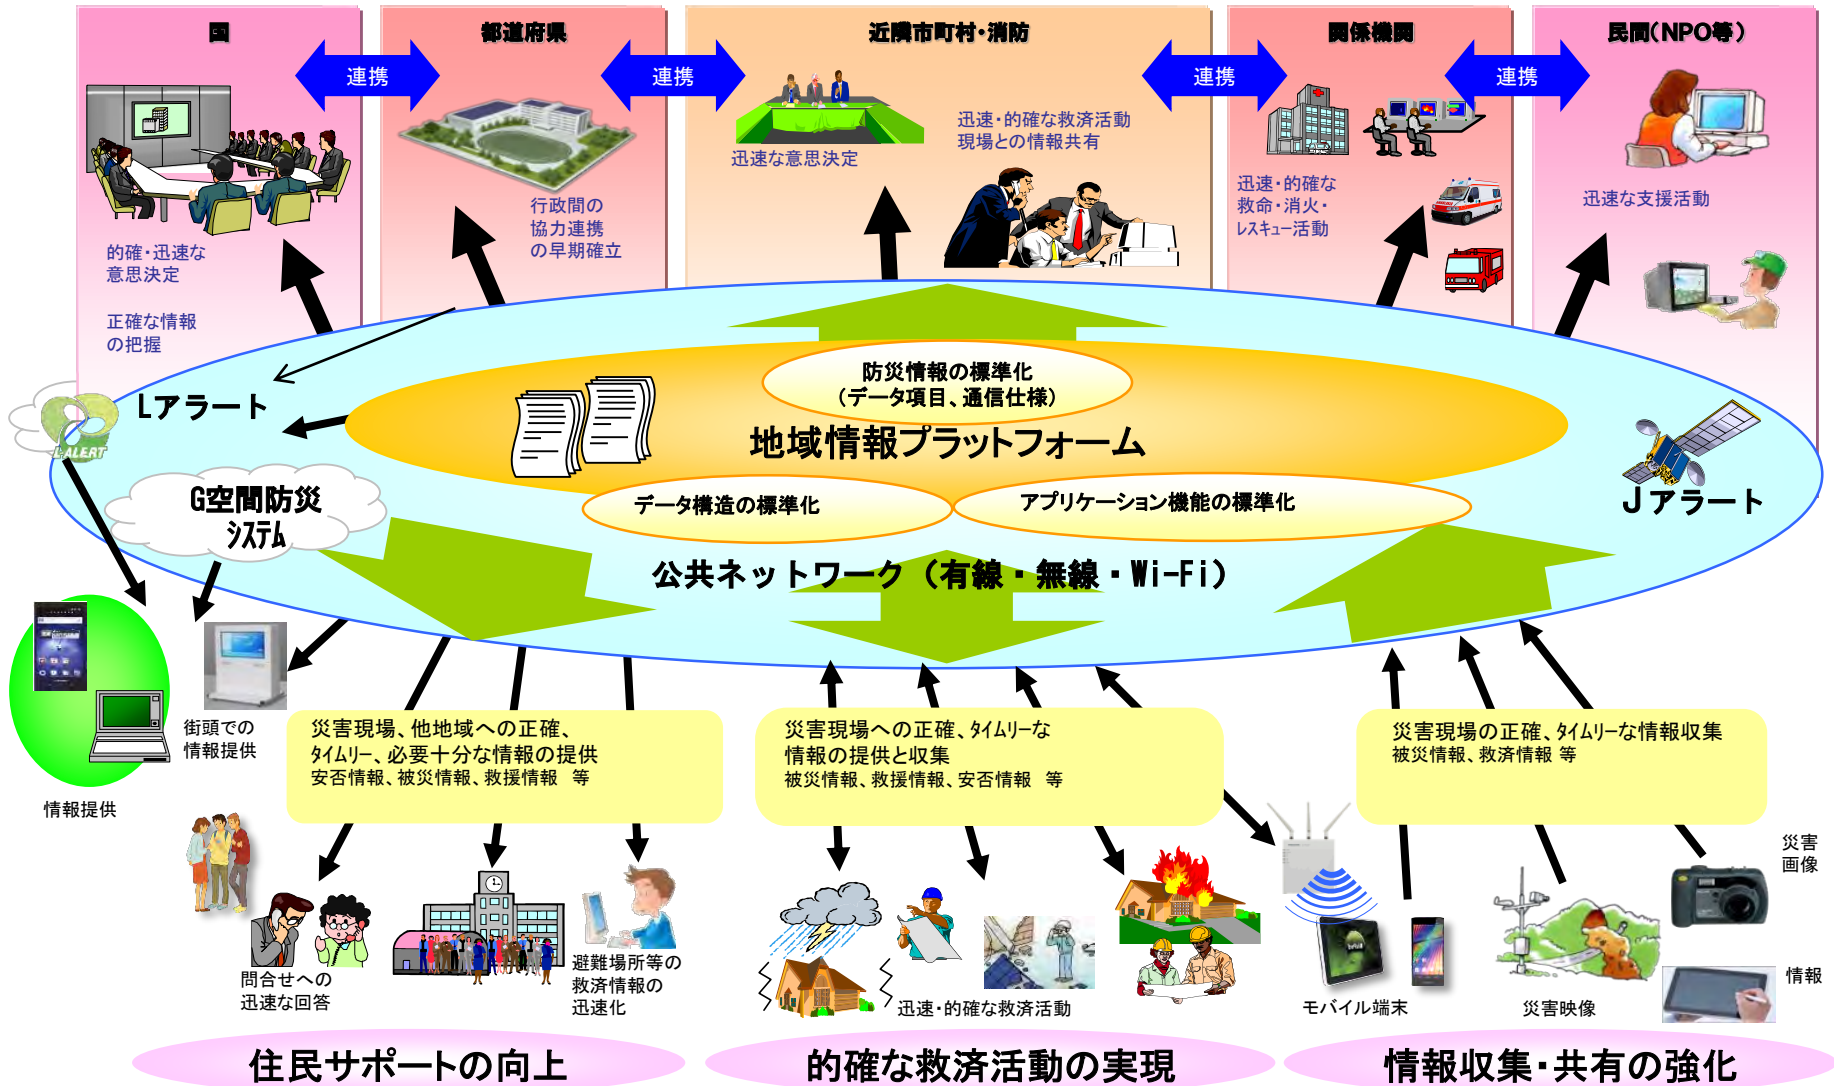 国
都道府県
近隣市町村・消防
関係機関
民間(NPO等)
連携
連携
連携
連携
的確・迅速な
意思決定
正確な情報
の把握
行政間の
協力連携
の早期確立
迅速な意思決定
迅速・的確な救済活動
現場との情報共有
迅速・的確な
救命・消火・
レスキュー活動
迅速な支援活動
防災情報の標準化
(データ項目、通信仕様)
地域情報プラットフォーム
データ構造の標準化
アプリケーション機能の標準化
Lアラート
L-ALERT
G空間防災
システム
Jアラート
公共ネットワーク（有線・無線・Wi-Fi）
情報提供
街頭での
情報提供
災害現場、他地域への正確、
タイムリー、必要十分な情報の提供
安否情報、被災情報、救援情報　等
災害現場への正確、タイムリーな
情報の提供と収集
被災情報、救援情報、安否情報　等
災害現場の正確、タイムリーな情報収集
被災情報、救済情報 等
問合せへの
迅速な回答
避難場所等の
救済情報の
迅速化
迅速・的確な救済活動
モバイル端末
災害映像
災害
画像
情報
住民サポートの向上
的確な救済活動の実現
情報収集・共有の強化